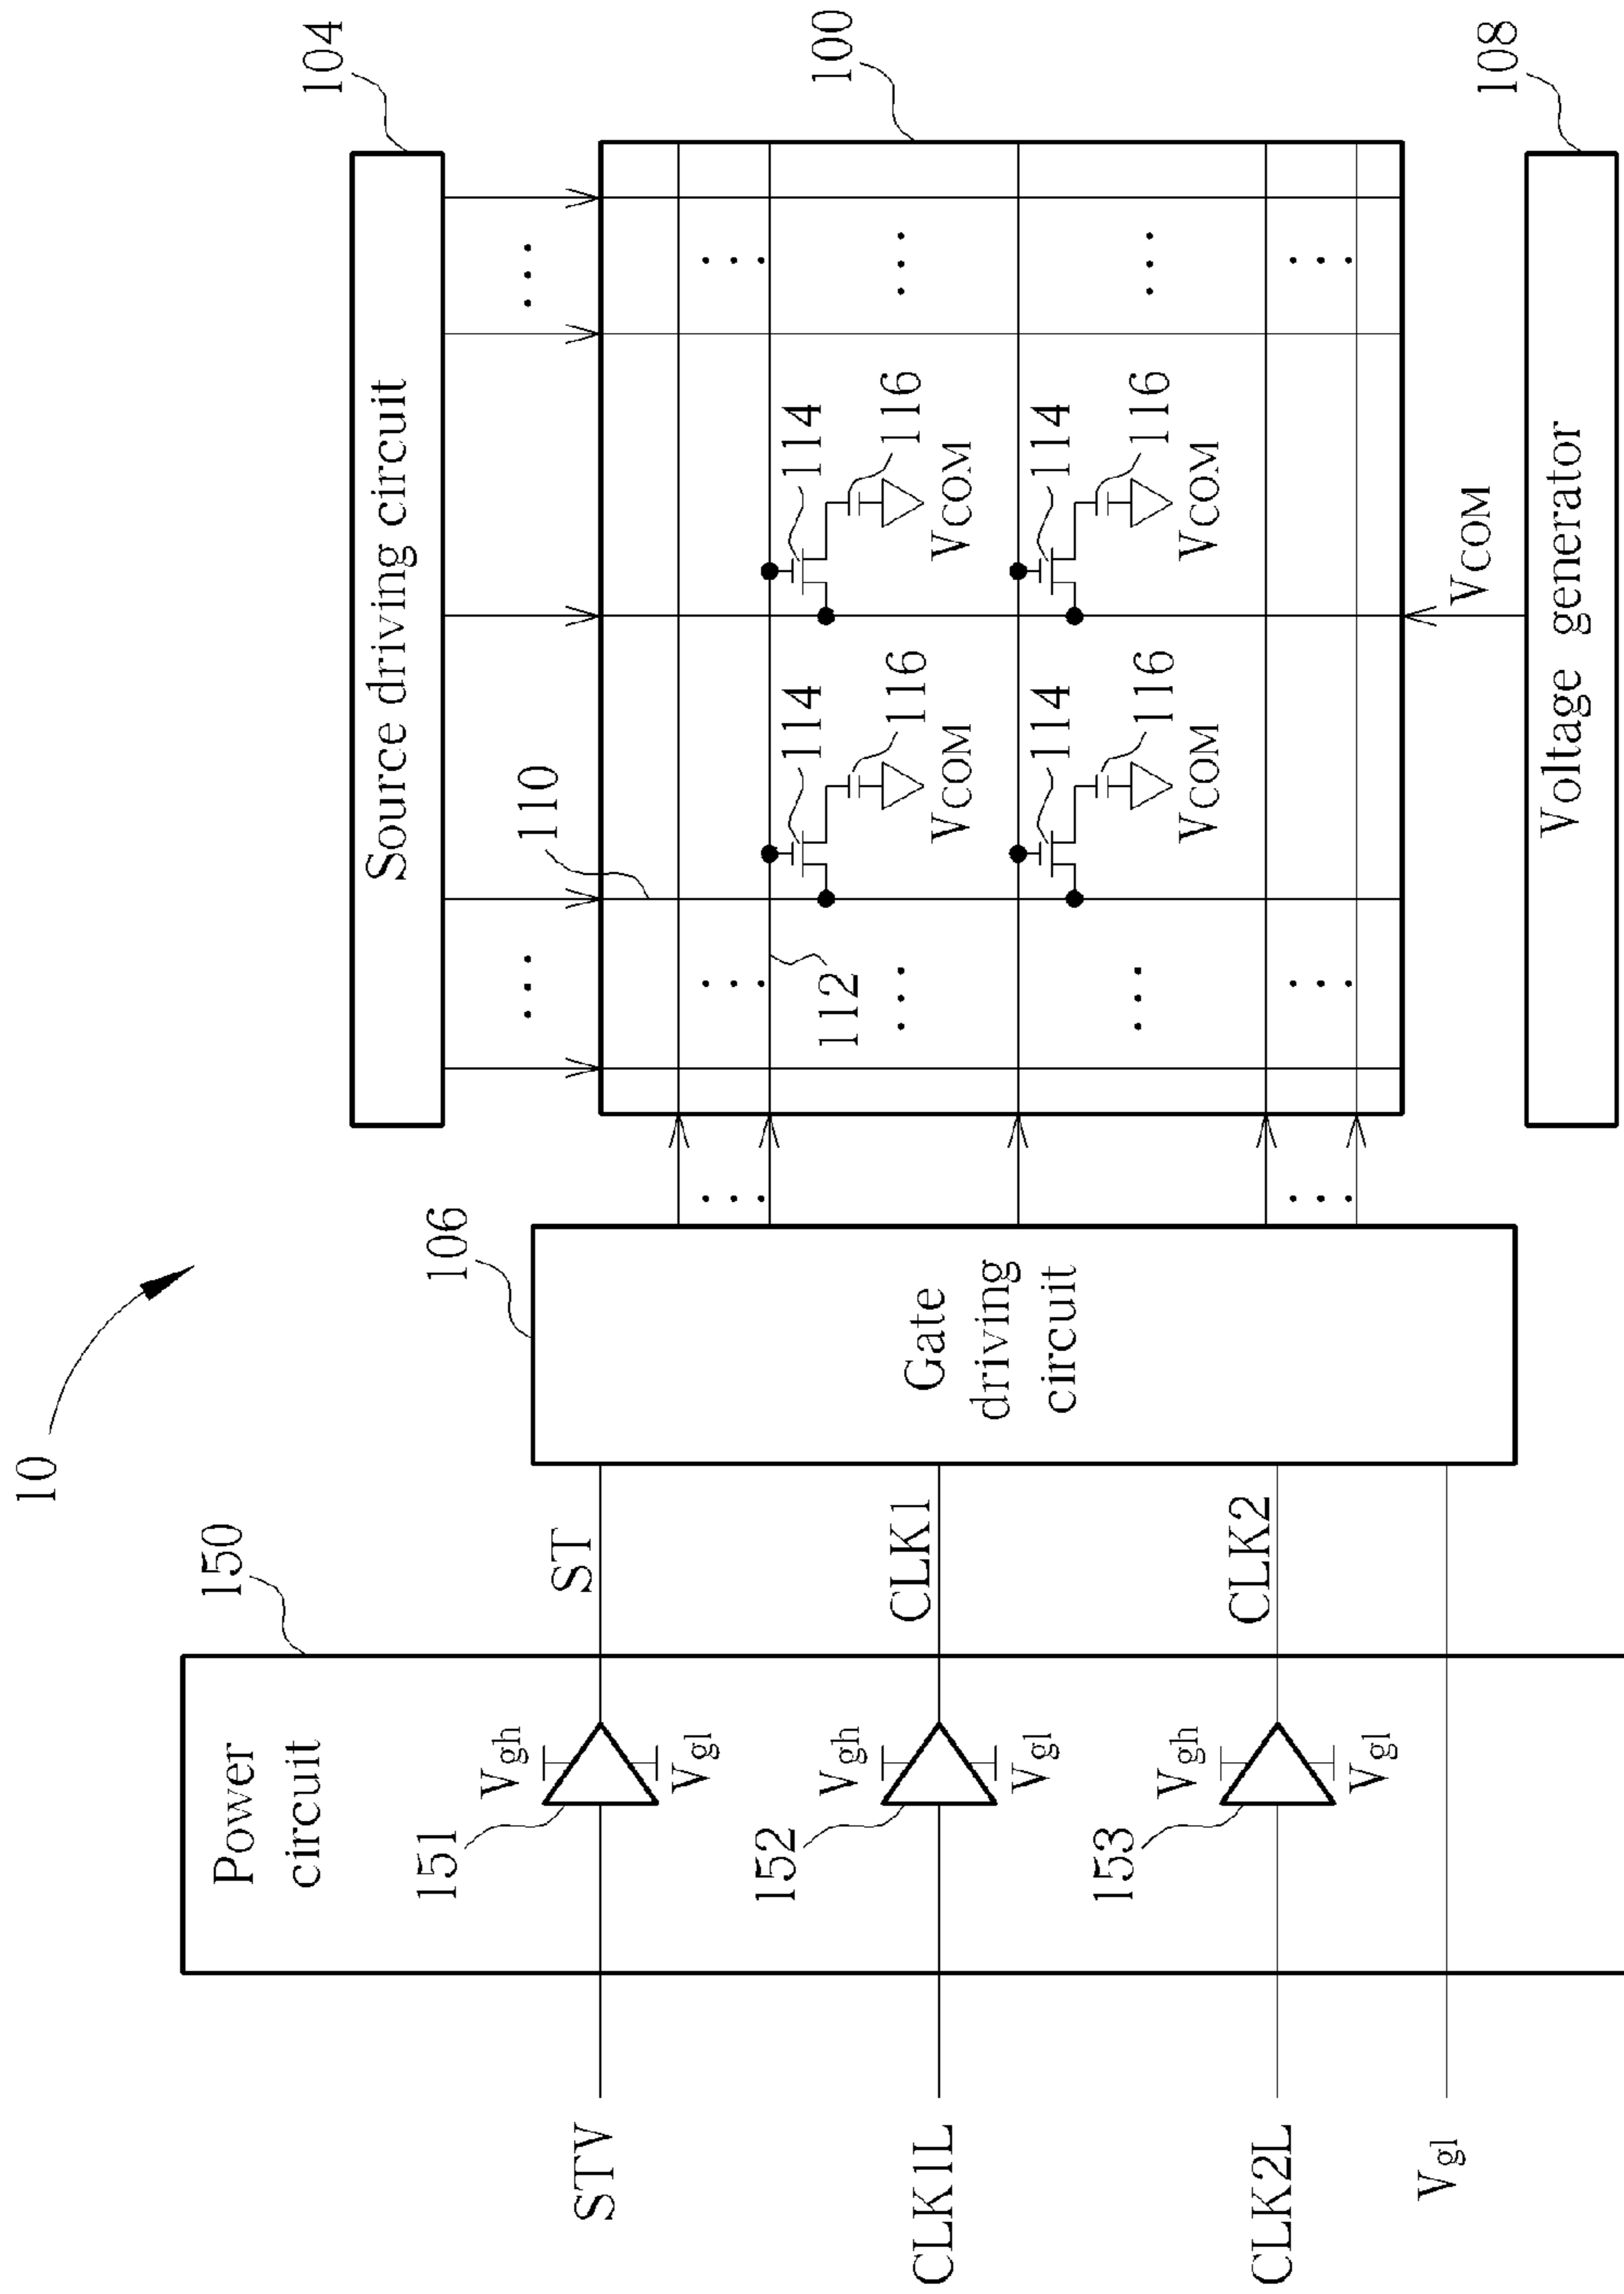 10
Power
circuit
150
STV
151
Vgh
Vgl
ST
CLK1L
152
Vgh
Vgl
CLK1
CLK2L
153
Vgh
Vgl
CLK2
Vgl
106
Gate
driving
circuit
104
Source driving circuit
110
100
112
114
116
VCOM
114
116
VCOM
114
116
VCOM
114
116
VCOM
VCOM
108
Voltage generator